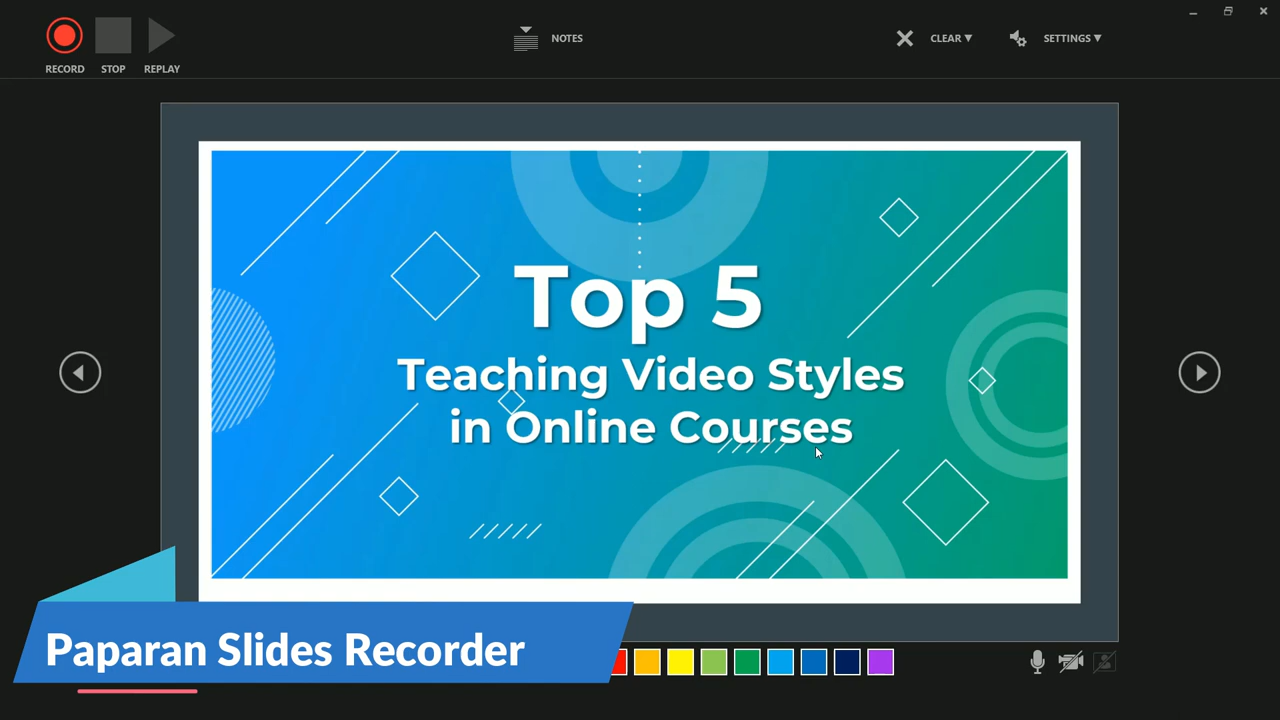 RECORD STOP REPLAY
NOTES
CLEAR
SETTINGS
Top 5
Teaching Video Styles
in Online Courses
Paparan Slides Recorder